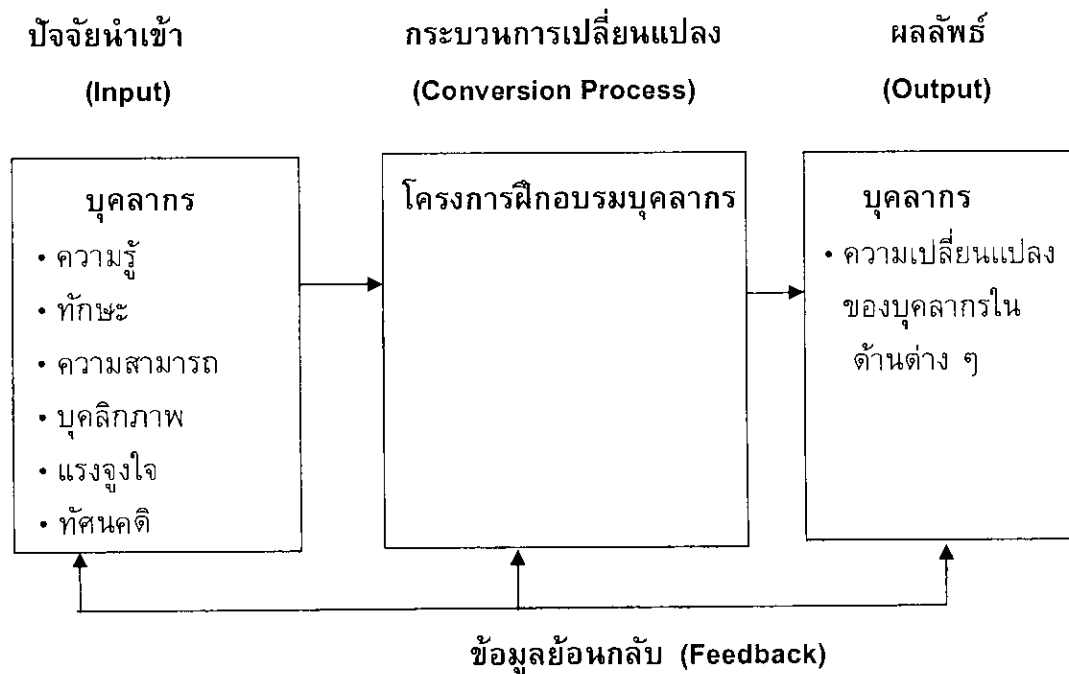 ปัจจัยนำเข้า
(Input)
กระบวนการเปลี่ยนแปลง
(Conversion Process)
ผลลัพธ์
(Output)
บุคลากร
• ความรู้
• ทักษะ
• ความสามารถ
• บุคลิกภาพ
• แรงจูงใจ
• ทัศนคติ
โครงการฝึกอบรมบุคลากร
บุคลากร
• ความเปลี่ยนแปลง
ของบุคลากรใน
ด้านต่าง ๆ
ข้อมูลย้อนกลับ (Feedback)